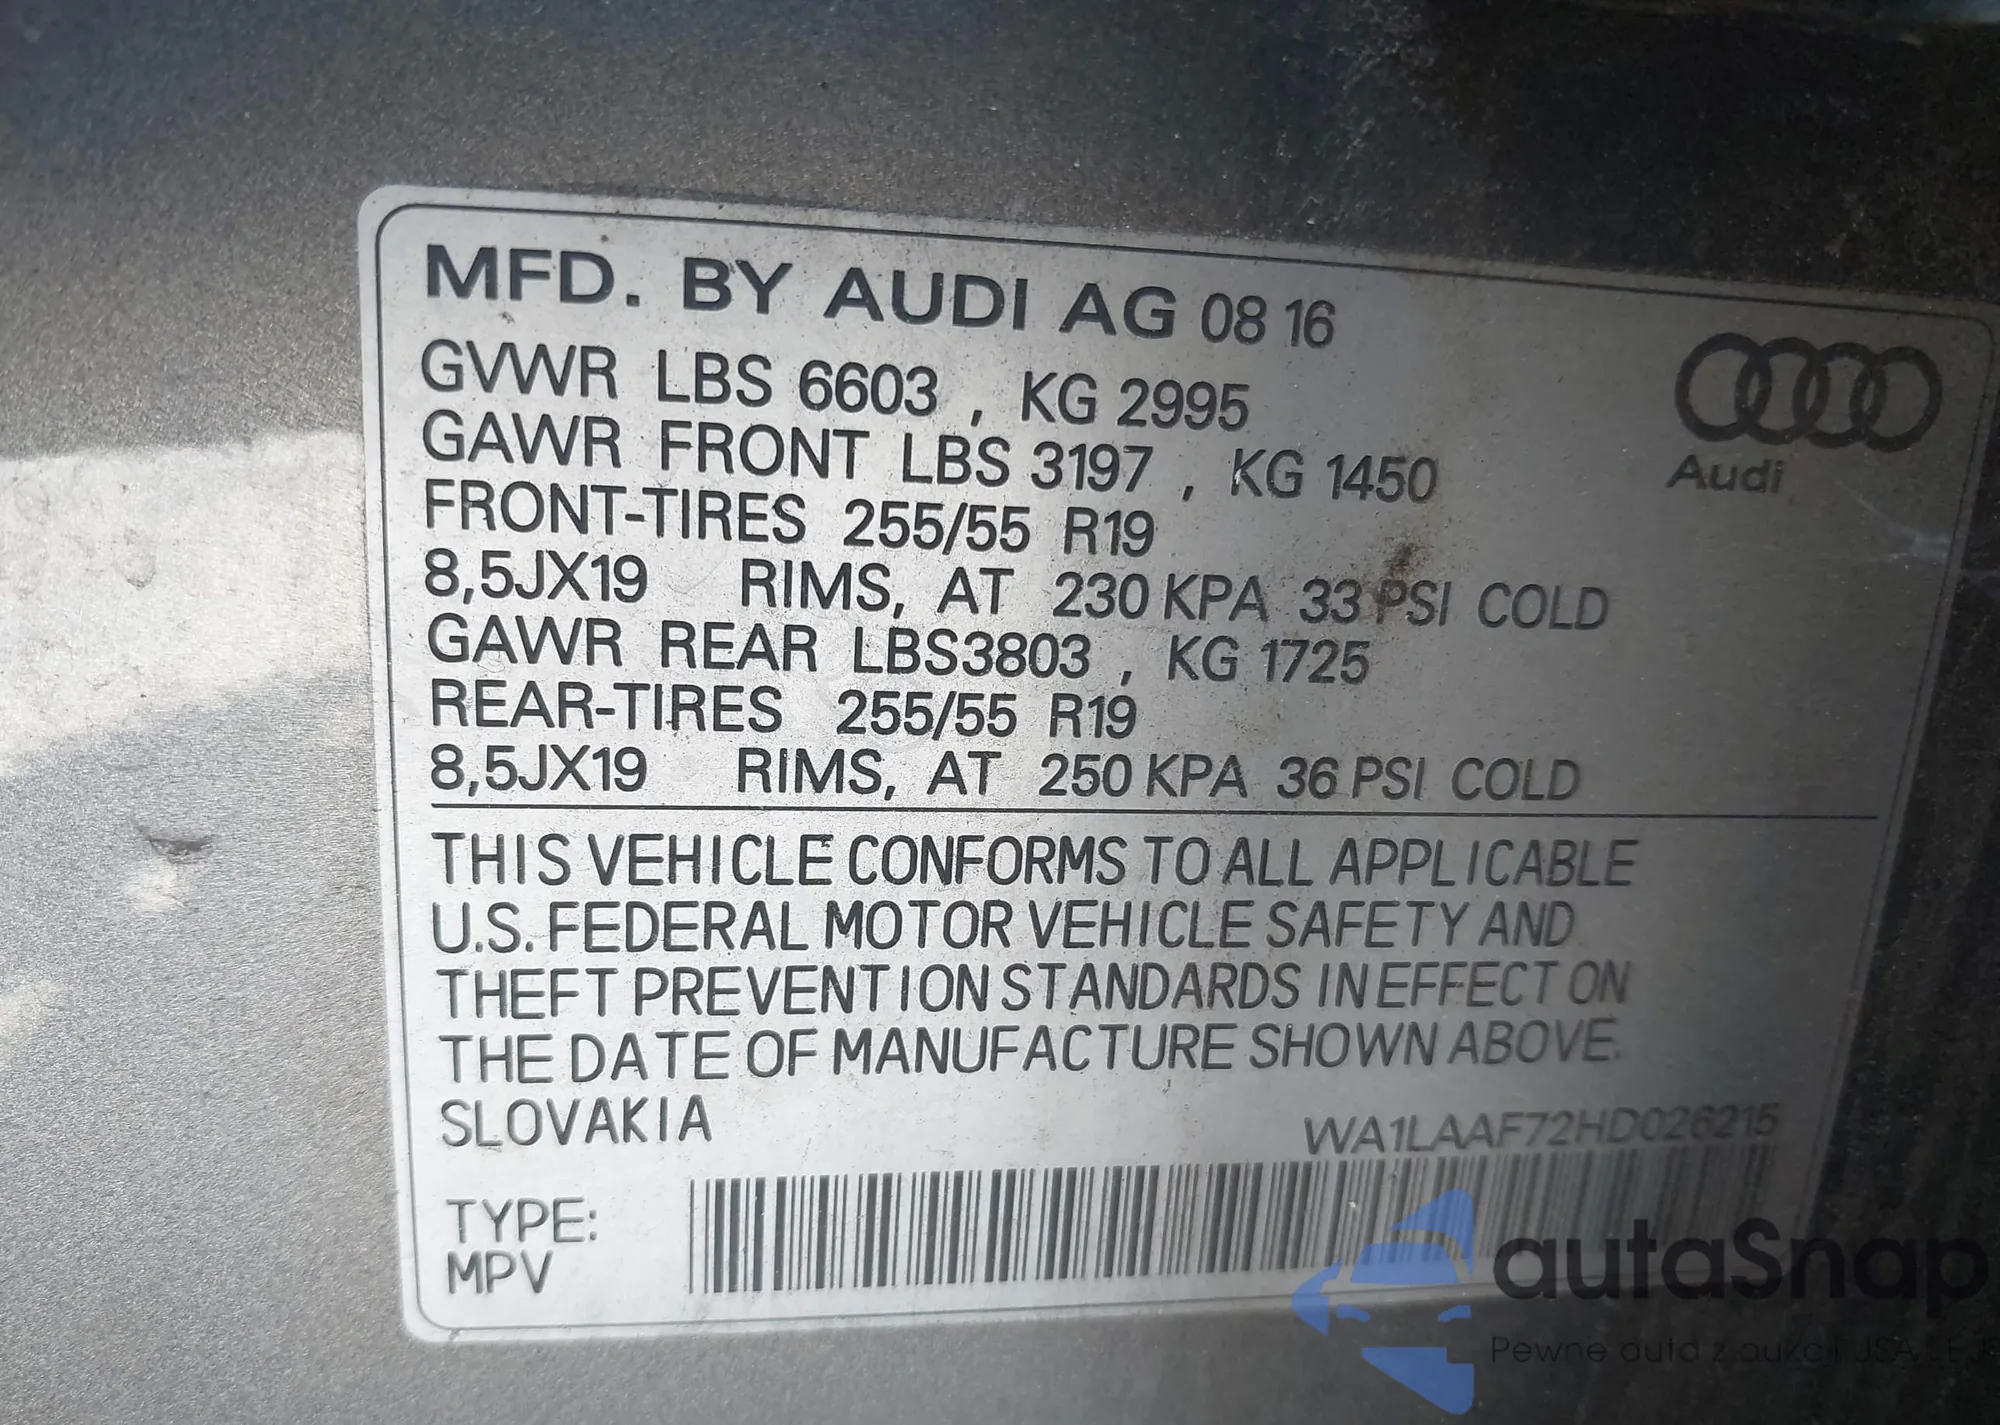 MFD. BY AUDI AG 08 16
GVWR LBS 6603 , KG 2995
GAWR FRONT LBS 3197 , KG 1450
FRONT-TIRES 255/55 R19
8,5JX19 RIMS, AT 230 KPA 33 PSI COLD
GAWR REAR LBS3803 , KG 1725
REAR-TIRES 255/55 R19
8,5JX19 RIMS, AT 250 KPA 36 PSI COLD
Audi
THIS VEHICLE CONFORMS TO ALL APPLICABLE
U.S. FEDERAL MOTOR VEHICLE SAFETY AND
THEFT PREVENTION STANDARDS IN EFFECT ON
THE DATE OF MANUFACTURE SHOWN ABOVE.
SLOVAKIA
WA1LAAF72HD026215
TYPE:
MPV
autaSnap
Pewne auta z aukcji USA